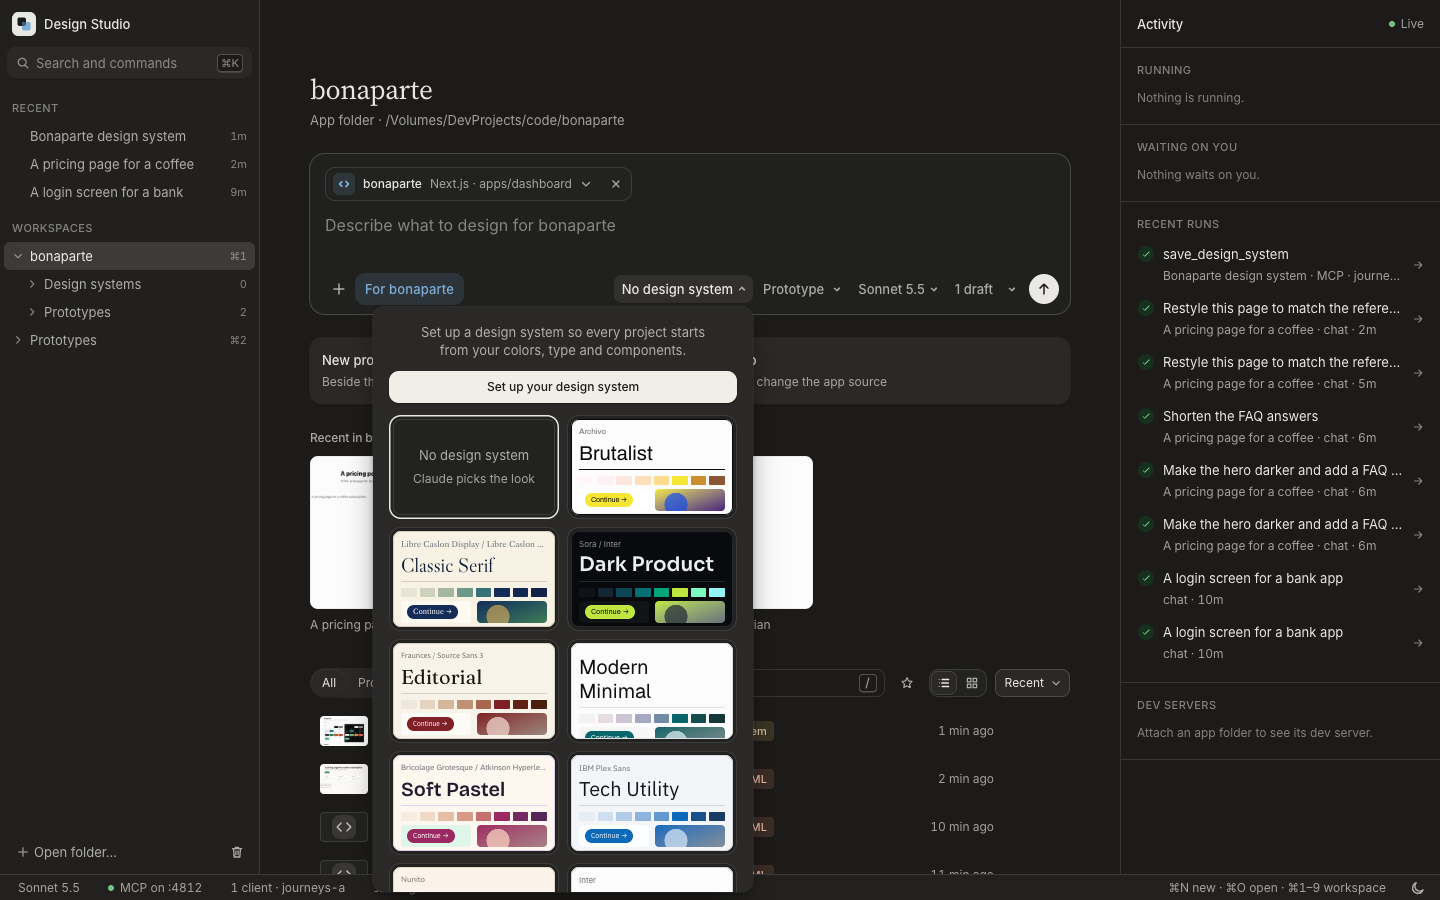 Design Studio
Search and commands
⌘K
RECENT
Bonaparte design system
1m
A pricing page for a coffee
2m
A login screen for a bank
9m
WORKSPACES
bonaparte
⌘1
Design systems
0
Prototypes
2
Prototypes
⌘2
Open folder...
bonaparte
App folder · /Volumes/DevProjects/code/bonaparte
bonaparte Next.js · apps/dashboard
Describe what to design for bonaparte
For bonaparte
No design system
Prototype
Sonnet 5.5
1 draft
New pro
Beside th
change the app source
Recent in b
A pricing pa
A pricing pa
ian
All
Pro
/
Recent
em
1 min ago
ML
2 min ago
ML
10 min ago
11 min ago
Set up a design system so every project starts
from your colors, type and components.
Set up your design system
No design system
Claude picks the look
Archivo
Brutalist
Continue →
Libre Caslon Display / Libre Caslon ...
Classic Serif
Continue →
Sora / Inter
Dark Product
Continue →
Fraunces / Source Sans 3
Editorial
Continue →
Modern
Minimal
Continue →
Bricolage Grotesque / Atkinson Hyperle...
Soft Pastel
Continue →
IBM Plex Sans
Tech Utility
Continue →
Nunito
Inter
Activity
Live
RUNNING
Nothing is running.
WAITING ON YOU
Nothing waits on you.
RECENT RUNS
save_design_system
Bonaparte design system · MCP · journe...
Restyle this page to match the refere...
A pricing page for a coffee · chat · 2m
Restyle this page to match the refere...
A pricing page for a coffee · chat · 5m
Shorten the FAQ answers
A pricing page for a coffee · chat · 6m
Make the hero darker and add a FAQ ...
A pricing page for a coffee · chat · 6m
Make the hero darker and add a FAQ ...
A pricing page for a coffee · chat · 6m
A login screen for a bank app
chat · 10m
A login screen for a bank app
chat · 10m
DEV SERVERS
Attach an app folder to see its dev server.
Sonnet 5.5
MCP on :4812
1 client · journeys-a
⌘N new · ⌘O open · ⌘1–9 workspace